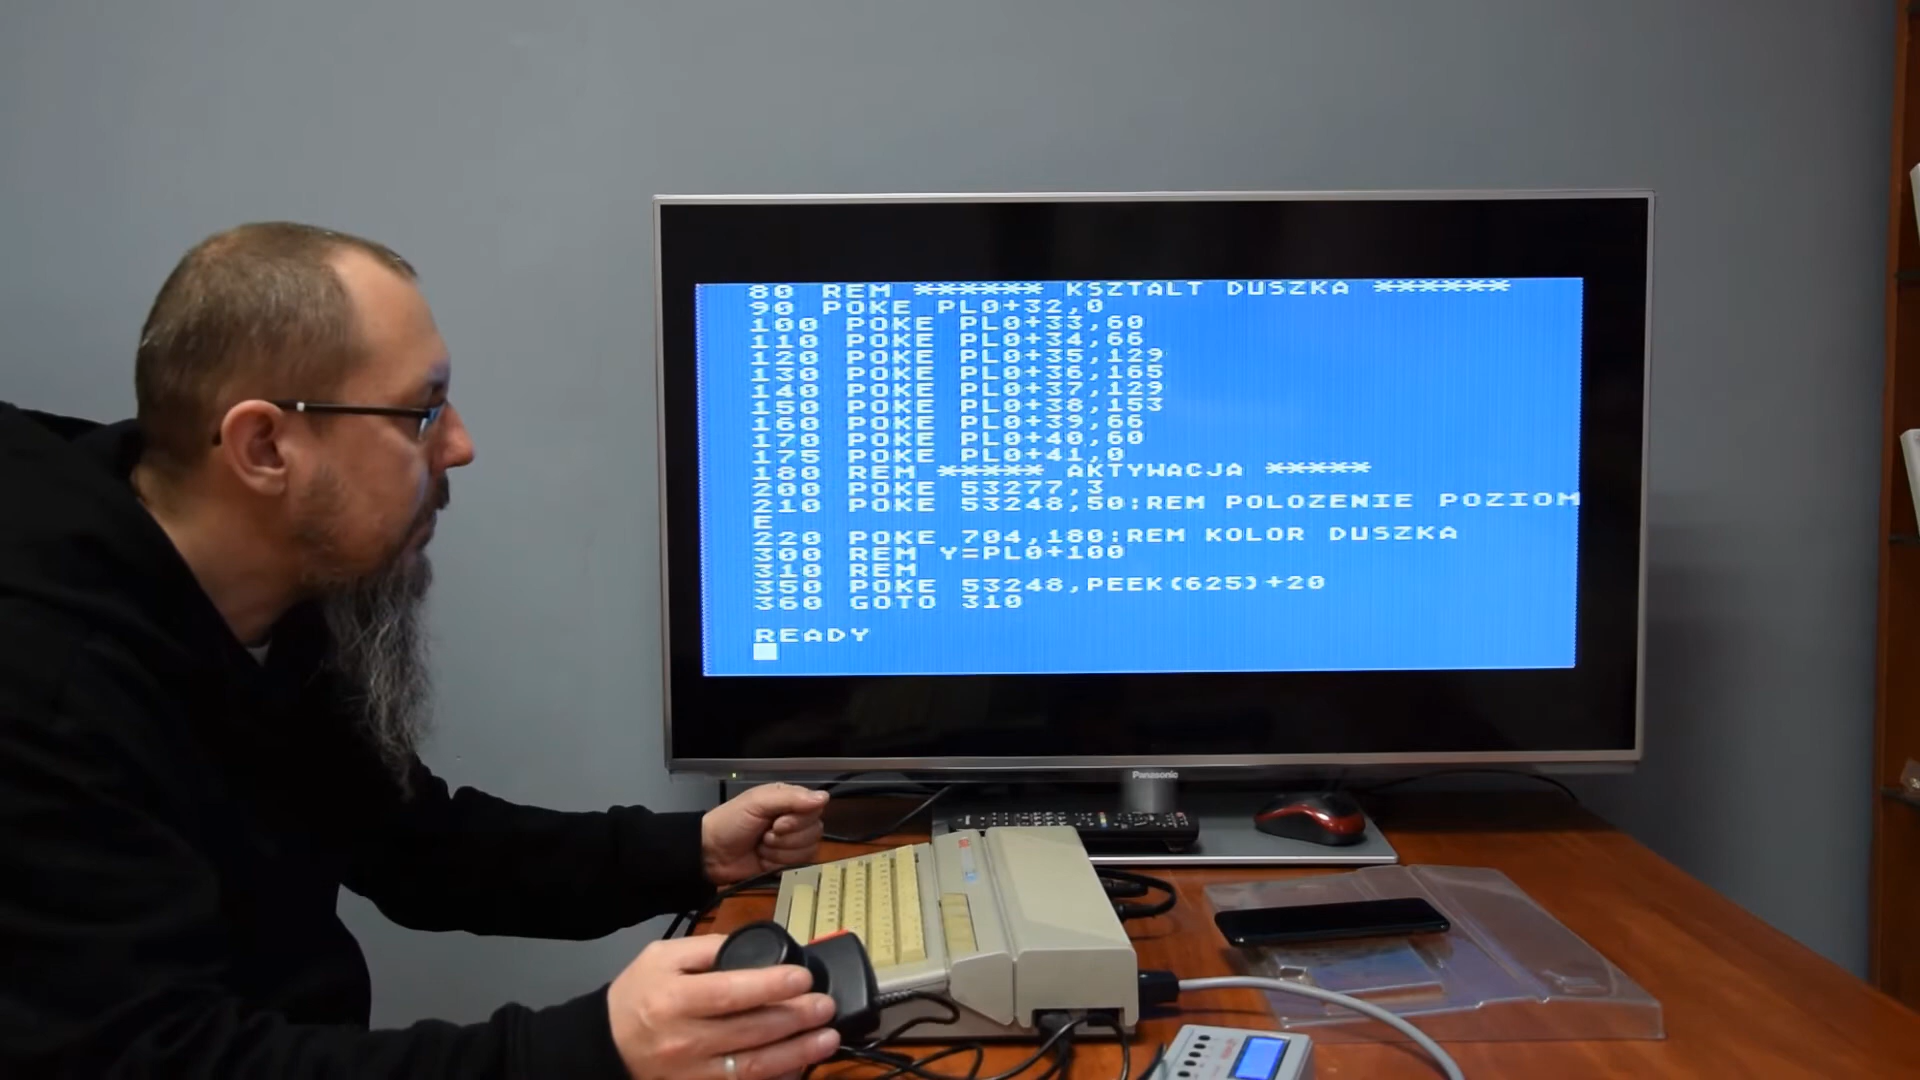 80 REM ****** KSZTALT DUSZKA ******
90 POKE PL0+32,0
100 POKE PL0+33,60
110 POKE PL0+34,66
120 POKE PL0+35,129
130 POKE PL0+36,165
140 POKE PL0+37,129
150 POKE PL0+38,153
160 POKE PL0+39,66
170 POKE PL0+40,60
175 POKE PL0+41,0
180 REM ***** AKTYWACJA *****
200 POKE 53277,3
210 POKE 53248,50:REM POLOZENIE POZIOM
E
220 POKE 704,180:REM KOLOR DUSZKA
300 REM Y=PL0+100
310 REM
350 POKE 53248,PEEK(625)+20
360 GOTO 310
READY
Panasonic